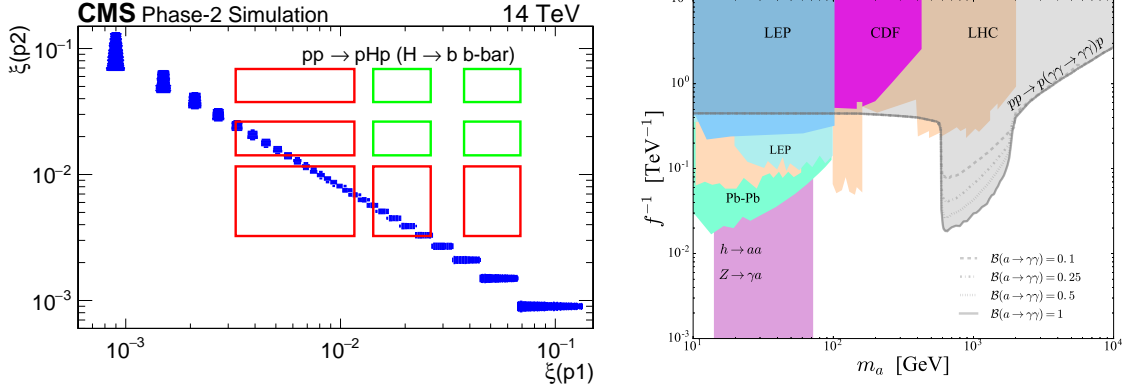 CMS Phase-2 Simulation 14 TeV
pp → pHp (H → b b-bar)
ξ(p2)
10⁻¹
10⁻²
10⁻³
10⁻³ 10⁻² 10⁻¹
ξ(p1)
LEP CDF LHC
pp → p(γγ → γγ)p
LEP
Pb-Pb
h → aa
Z → γa
B(a → γγ) = 0.1
B(a → γγ) = 0.25
B(a → γγ) = 0.5
B(a → γγ) = 1
f⁻¹ [TeV⁻¹]
10¹
10⁰
10⁻¹
10⁻²
10⁻³
10¹ 10² 10³ 10⁴
mₐ [GeV]